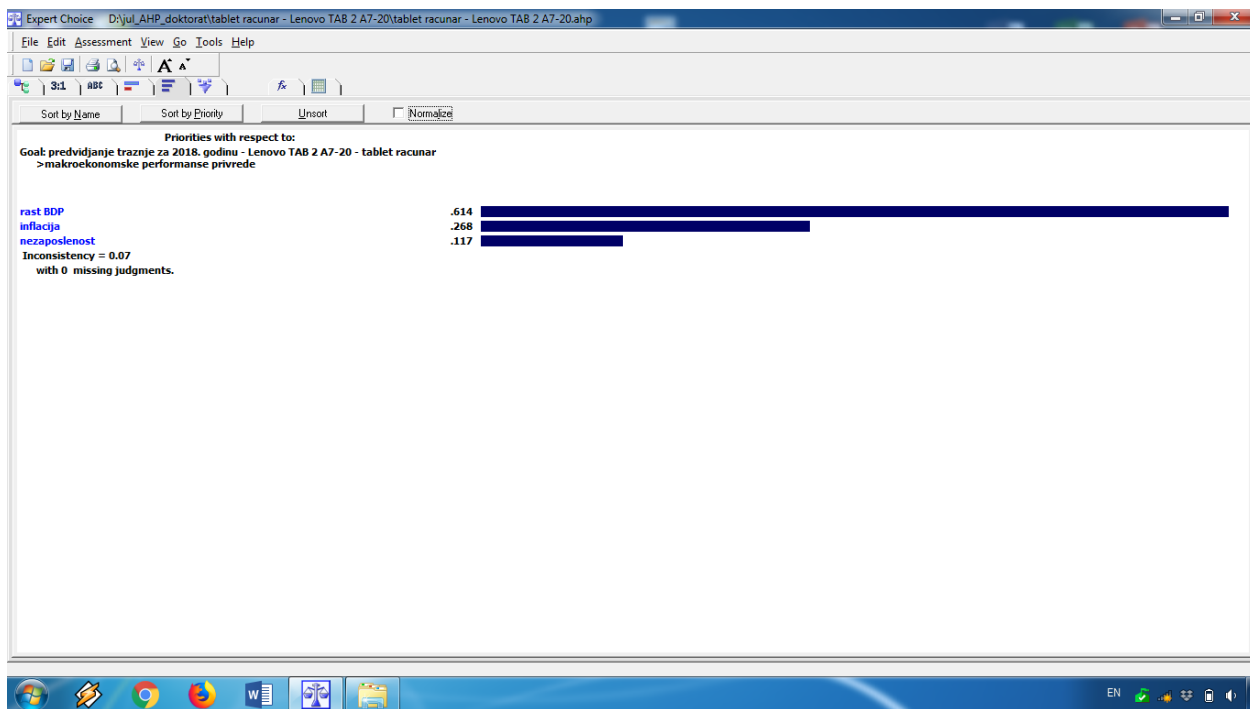 Expert Choice D:\jul_AHP_doktorat\tablet racunar - Lenovo TAB 2 A7-20\tablet racunar - Lenovo TAB 2 A7-20.ahp
File Edit Assessment View Go Tools Help
A A
3:1 ABC fx
Sort by Name Sort by Priority Unsort Normalize
Priorities with respect to:
Goal: predvidjanje traznje za 2018. godinu - Lenovo TAB 2 A7-20 - tablet racunar
>makroekonomske performanse privrede
rast BDP .614
inflacija .268
nezaposlenost .117
Inconsistency = 0.07
with 0 missing judgments.
W EN